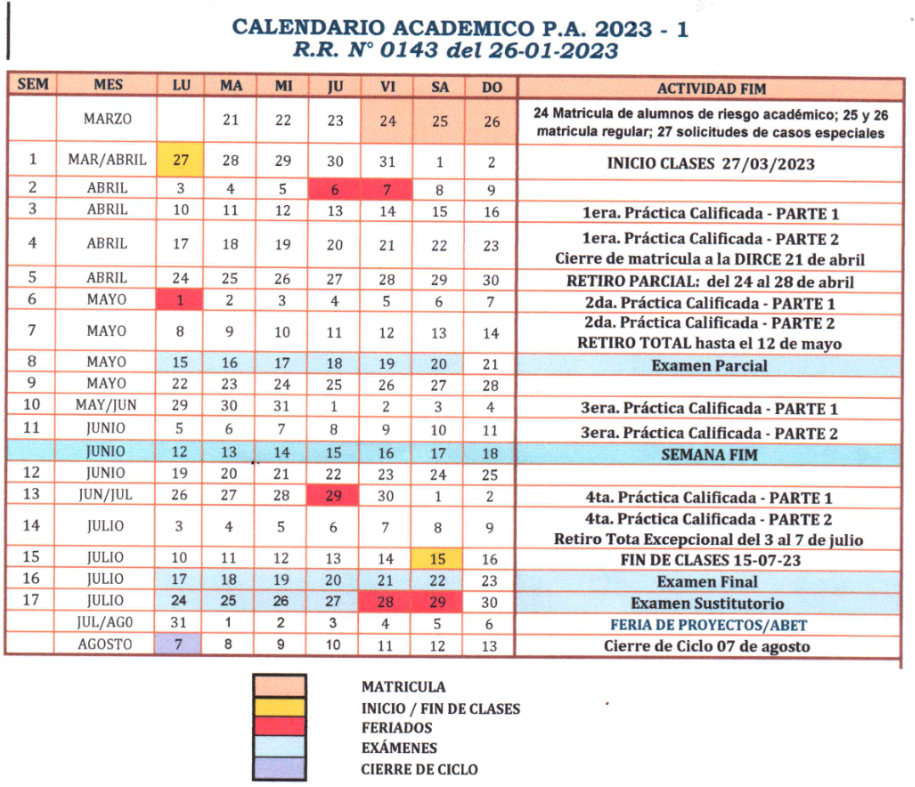 CALENDARIO ACADEMICO P.A. 2023 - 1
R.R. N° 0143 del 26-01-2023
SEM MES LU MA MI JU VI SA DO ACTIVIDAD FIM
MARZO 21 22 23 24 25 26 24 Matricula de alumnos de riesgo académico; 25 y 26
matricula regular; 27 solicitudes de casos especiales
1 MAR/ABRIL 27 28 29 30 31 1 2 INICIO CLASES 27/03/2023
2 ABRIL 3 4 5 6 7 8 9
3 ABRIL 10 11 12 13 14 15 16 1era. Práctica Calificada - PARTE 1
4 ABRIL 17 18 19 20 21 22 23 1era. Práctica Calificada - PARTE 2
Cierre de matricula a la DIRCE 21 de abril
5 ABRIL 24 25 26 27 28 29 30 RETIRO PARCIAL: del 24 al 28 de abril
6 MAYO 1 2 3 4 5 6 7 2da. Práctica Calificada - PARTE 1
7 MAYO 8 9 10 11 12 13 14 2da. Práctica Calificada - PARTE 2
RETIRO TOTAL hasta el 12 de mayo
8 MAYO 15 16 17 18 19 20 21 Examen Parcial
9 MAYO 22 23 24 25 26 27 28
10 MAY/JUN 29 30 31 1 2 3 4 3era. Práctica Calificada - PARTE 1
11 JUNIO 5 6 7 8 9 10 11 3era. Práctica Calificada - PARTE 2
JUNIO 12 13 14 15 16 17 18 SEMANA FIM
12 JUNIO 19 20 21 22 23 24 25
13 JUN/JUL 26 27 28 29 30 1 2 4ta. Práctica Calificada - PARTE 1
14 JULIO 3 4 5 6 7 8 9 4ta. Práctica Calificada - PARTE 2
Retiro Tota Excepcional del 3 al 7 de julio
15 JULIO 10 11 12 13 14 15 16 FIN DE CLASES 15-07-23
16 JULIO 17 18 19 20 21 22 23 Examen Final
17 JULIO 24 25 26 27 28 29 30 Examen Sustitutorio
JUL/AGO 31 1 2 3 4 5 6 FERIA DE PROYECTOS/ABET
AGOSTO 7 8 9 10 11 12 13 Cierre de Ciclo 07 de agosto
MATRICULA
INICIO / FIN DE CLASES
FERIADOS
EXÁMENES
CIERRE DE CICLO